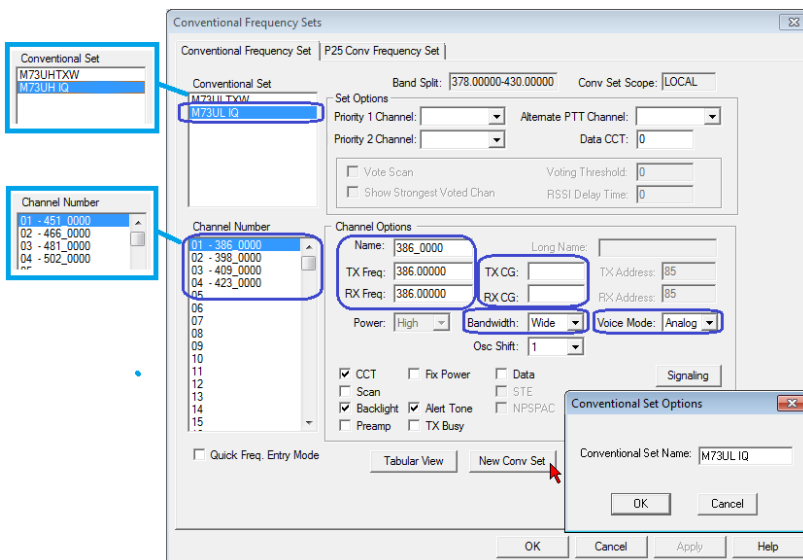 Conventional Frequency Sets
Conventional Frequency Set P25 Conv Frequency Set
Conventional Set
M73UHTXW
M73UH IQ
Conventional Set
M73ULTXW
M73UL IQ
Band Split: 378.00000-430.00000 Conv Set Scope: LOCAL
Set Options
Priority 1 Channel: Alternate PTT Channel:
Priority 2 Channel: Data CCT: 0
Vote Scan Voting Threshold: 0
Show Strongest Voted Chan RSSI Delay Time: 0
Channel Number
01 - 451_0000
02 - 466_0000
03 - 481_0000
04 - 502_0000
Channel Number
01 - 386_0000
02 - 398_0000
03 - 409_0000
04 - 423_0000
05
06
07
08
09
10
11
12
13
14
15
Channel Options
Name: 386_0000 Long Name:
TX Freq: 386.00000 TX CG: TX Address: 85
RX Freq: 386.00000 RX CG: RX Address: 85
Power: High Bandwidth: Wide Voice Mode: Analog
Osc Shift: 1
CCT Fix Power Data Signaling
Scan STE
Backlight Alert Tone NPSPAC
Preamp TX Busy
Quick Freq. Entry Mode Tabular View New Conv Set
Conventional Set Options
Conventional Set Name: M73UL IQ
OK Cancel
OK Cancel Apply Help